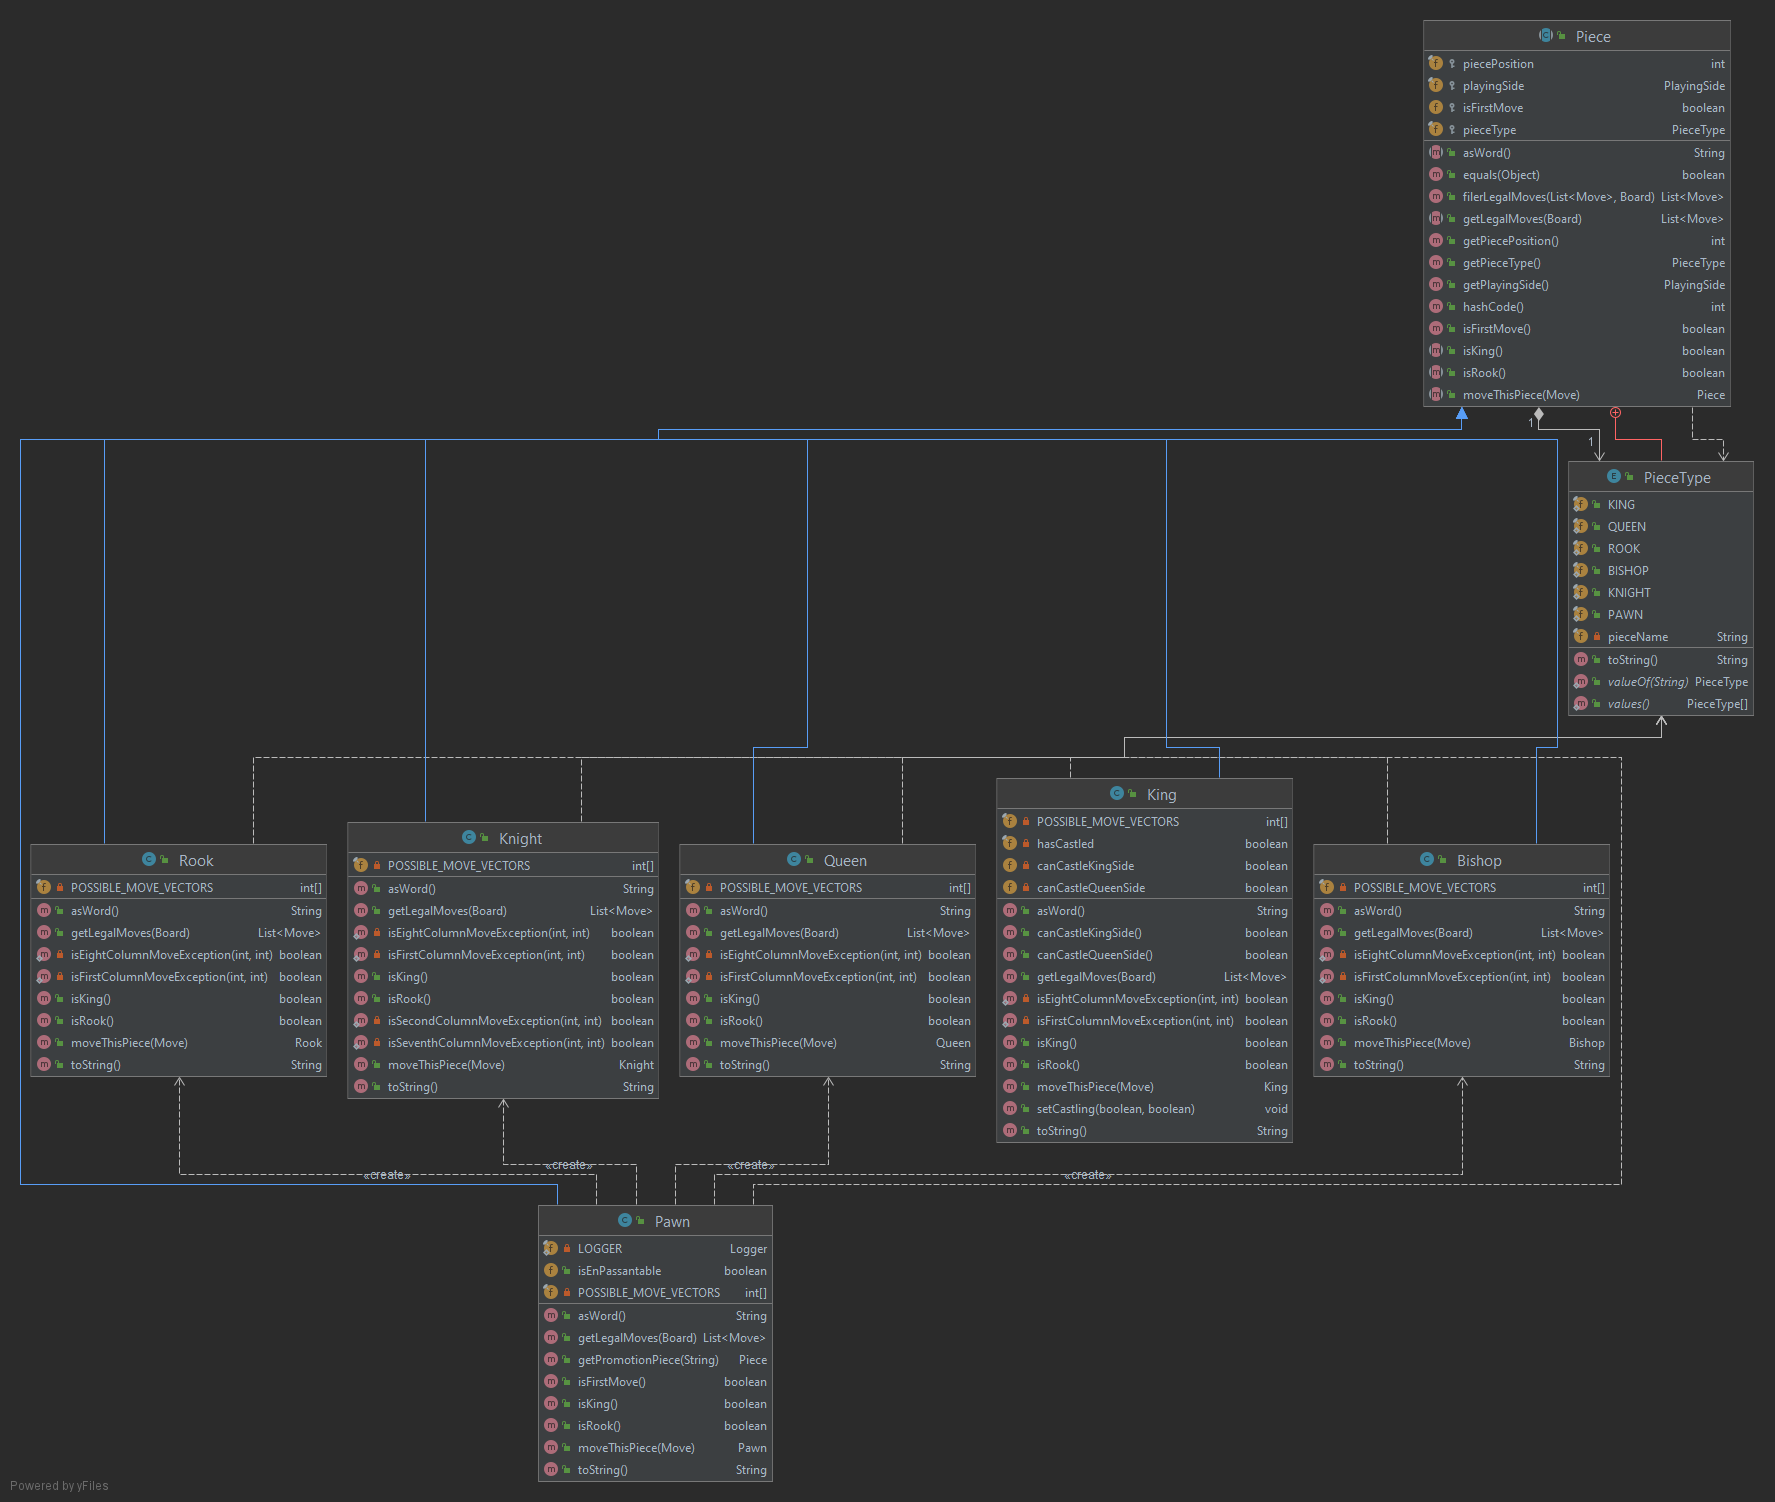 Piece
piecePosition int
playingSide PlayingSide
isFirstMove boolean
pieceType PieceType
asWord() String
equals(Object) boolean
filerLegalMoves(List<Move>, Board) List<Move>
getLegalMoves(Board) List<Move>
getPiecePosition() int
getPieceType() PieceType
getPlayingSide() PlayingSide
hashCode() int
isFirstMove() boolean
isKing() boolean
isRook() boolean
moveThisPiece(Move) Piece
1
1
PieceType
KING
QUEEN
ROOK
BISHOP
KNIGHT
PAWN
pieceName String
toString() String
valueOf(String) PieceType
values() PieceType[]
Rook
POSSIBLE_MOVE_VECTORS int[]
asWord() String
getLegalMoves(Board) List<Move>
isEightColumnMoveException(int, int) boolean
isFirstColumnMoveException(int, int) boolean
isKing() boolean
isRook() boolean
moveThisPiece(Move) Rook
toString() String
Knight
POSSIBLE_MOVE_VECTORS int[]
asWord() String
getLegalMoves(Board) List<Move>
isEightColumnMoveException(int, int) boolean
isFirstColumnMoveException(int, int) boolean
isKing() boolean
isRook() boolean
isSecondColumnMoveException(int, int) boolean
isSeventhColumnMoveException(int, int) boolean
moveThisPiece(Move) Knight
toString() String
Queen
POSSIBLE_MOVE_VECTORS int[]
asWord() String
getLegalMoves(Board) List<Move>
isEightColumnMoveException(int, int) boolean
isFirstColumnMoveException(int, int) boolean
isKing() boolean
isRook() boolean
moveThisPiece(Move) Queen
toString() String
King
POSSIBLE_MOVE_VECTORS int[]
hasCastled boolean
canCastleKingSide boolean
canCastleQueenSide boolean
asWord() String
canCastleKingSide() boolean
canCastleQueenSide() boolean
getLegalMoves(Board) List<Move>
isEightColumnMoveException(int, int) boolean
isFirstColumnMoveException(int, int) boolean
isKing() boolean
isRook() boolean
moveThisPiece(Move) King
setCastling(boolean, boolean) void
toString() String
Bishop
POSSIBLE_MOVE_VECTORS int[]
asWord() String
getLegalMoves(Board) List<Move>
isEightColumnMoveException(int, int) boolean
isFirstColumnMoveException(int, int) boolean
isKing() boolean
isRook() boolean
moveThisPiece(Move) Bishop
toString() String
«create»
«create»
«create»
«create»
Pawn
LOGGER Logger
isEnPassantable boolean
POSSIBLE_MOVE_VECTORS int[]
asWord() String
getLegalMoves(Board) List<Move>
getPromotionPiece(String) Piece
isFirstMove() boolean
isKing() boolean
isRook() boolean
moveThisPiece(Move) Pawn
toString() String
Powered by yFiles